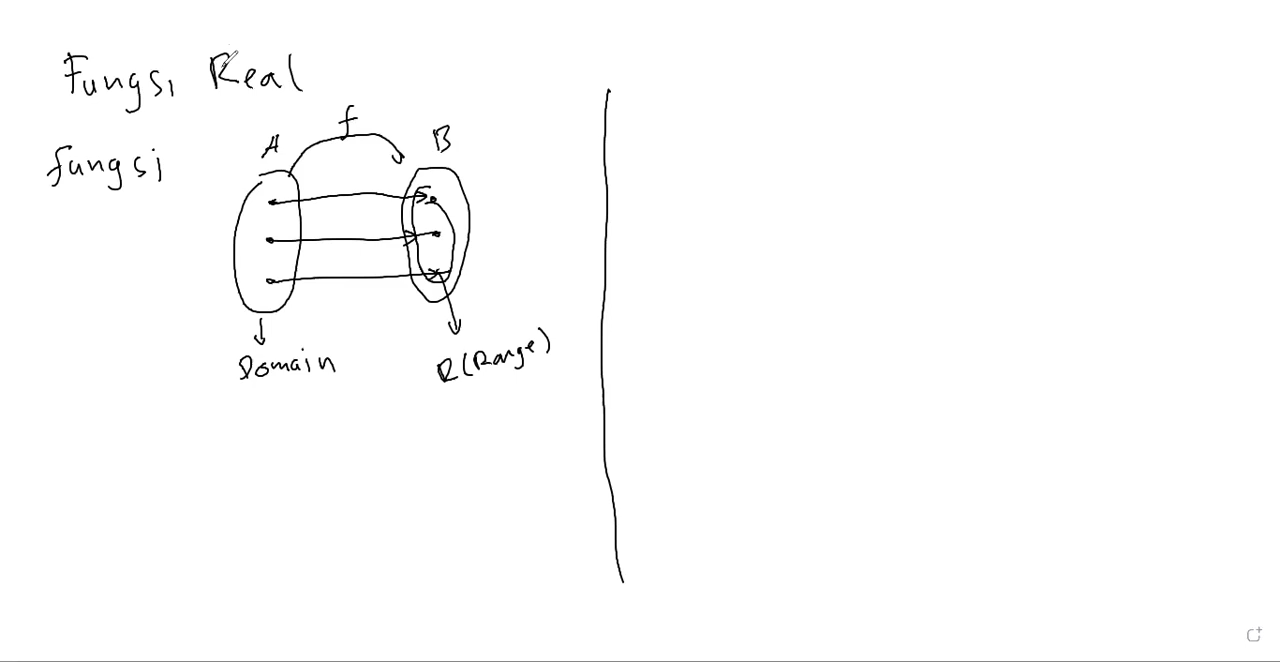 Fungsi Real
fungsi
A f B
Domain
R (Range)